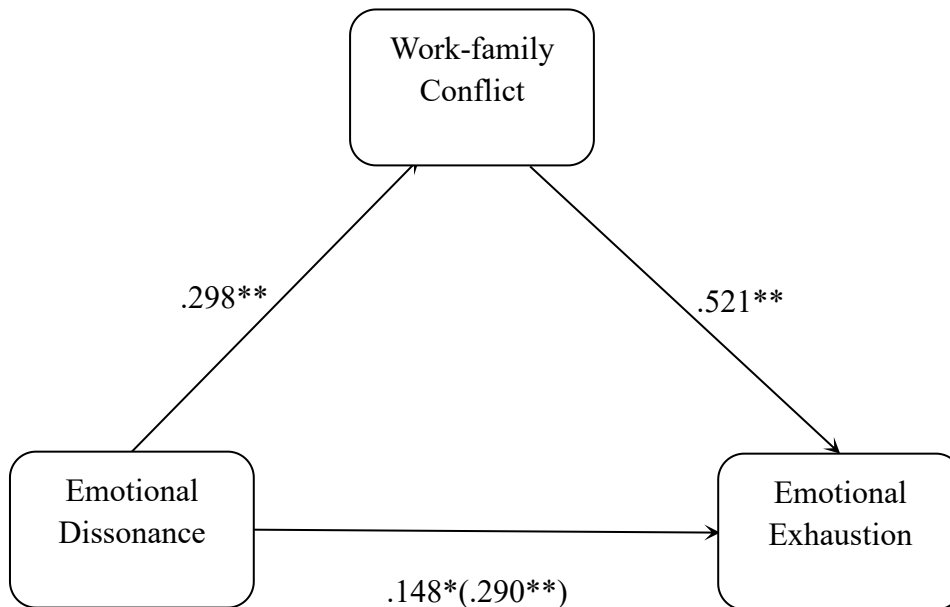 Work-family
Conflict
.298**
.521**
Emotional
Dissonance
Emotional
Exhaustion
.148*(.290**)